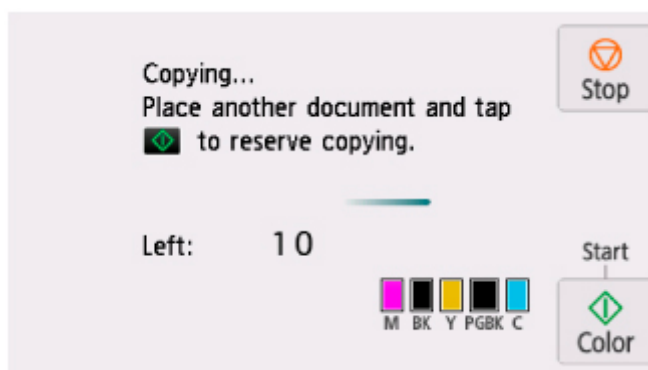 Copying...
Place another document and tap
to reserve copying.
Stop
Left: 10
Start
M BK Y PGBK C
Color